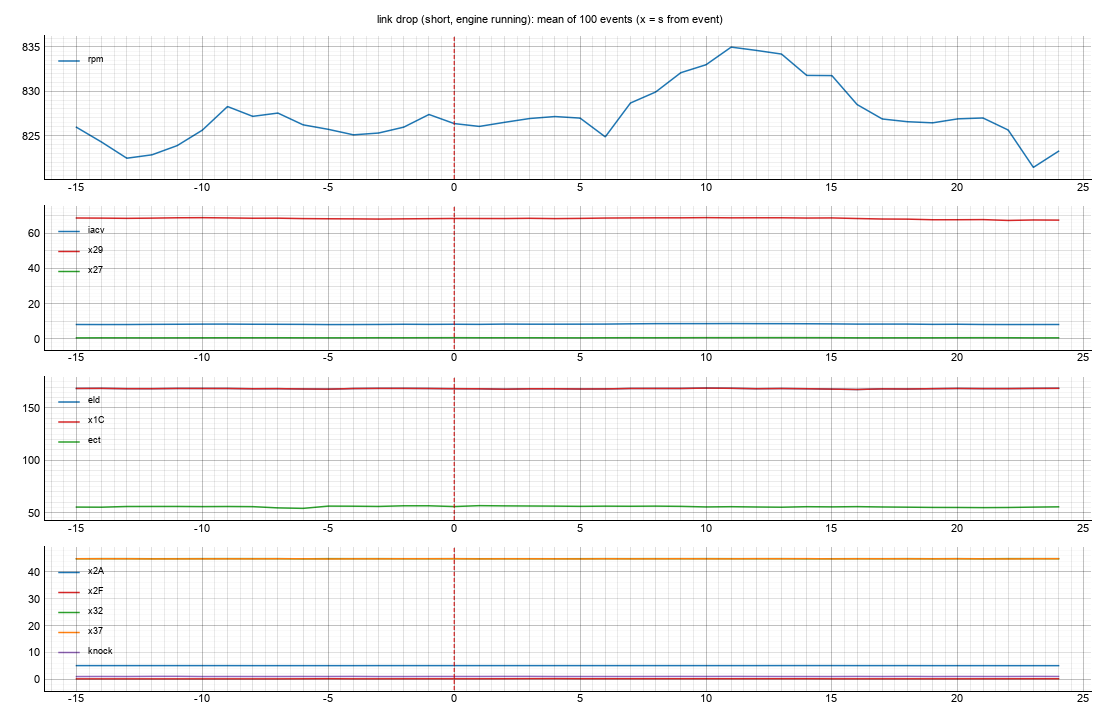 link drop (short, engine running): mean of 100 events (x = s from event)
835
830
825
rpm
-15 -10 -5 0 5 10 15 20 25
60
40
20
0
iacv
x29
x27
-15 -10 -5 0 5 10 15 20 25
150
100
50
eld
x1C
ect
-15 -10 -5 0 5 10 15 20 25
40
30
20
10
0
x2A
x2F
x32
x37
knock
-15 -10 -5 0 5 10 15 20 25